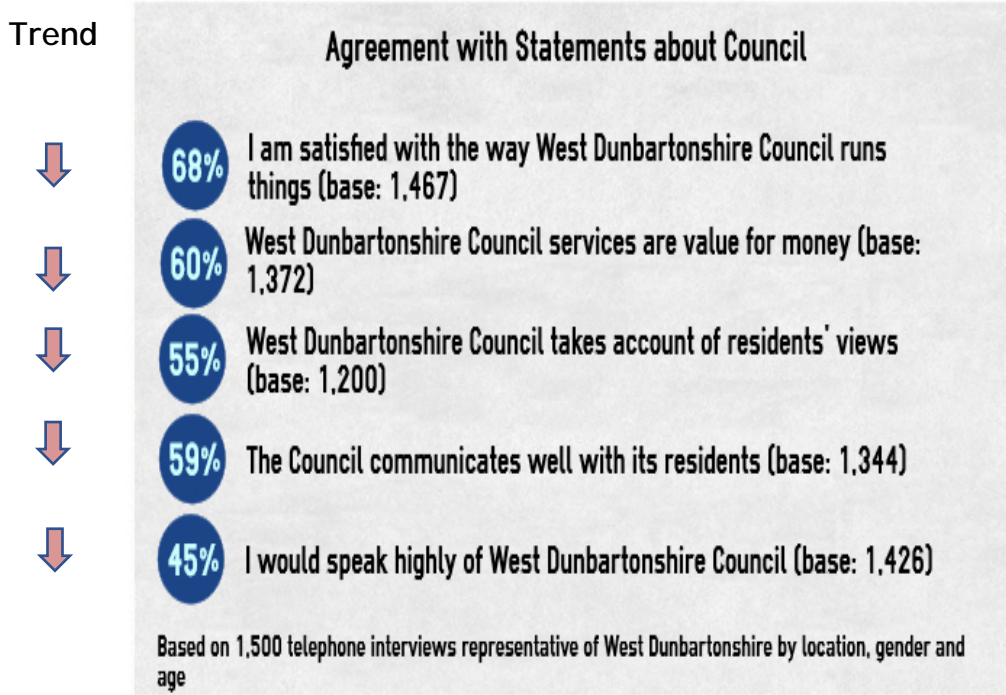 Trend
Agreement with Statements about Council
68%
I am satisfied with the way West Dunbartonshire Council runs
things (base: 1,467)
60%
West Dunbartonshire Council services are value for money (base:
1,372)
55%
West Dunbartonshire Council takes account of residents' views
(base: 1,200)
59%
The Council communicates well with its residents (base: 1,344)
45%
I would speak highly of West Dunbartonshire Council (base: 1,426)
Based on 1,500 telephone interviews representative of West Dunbartonshire by location, gender and
age